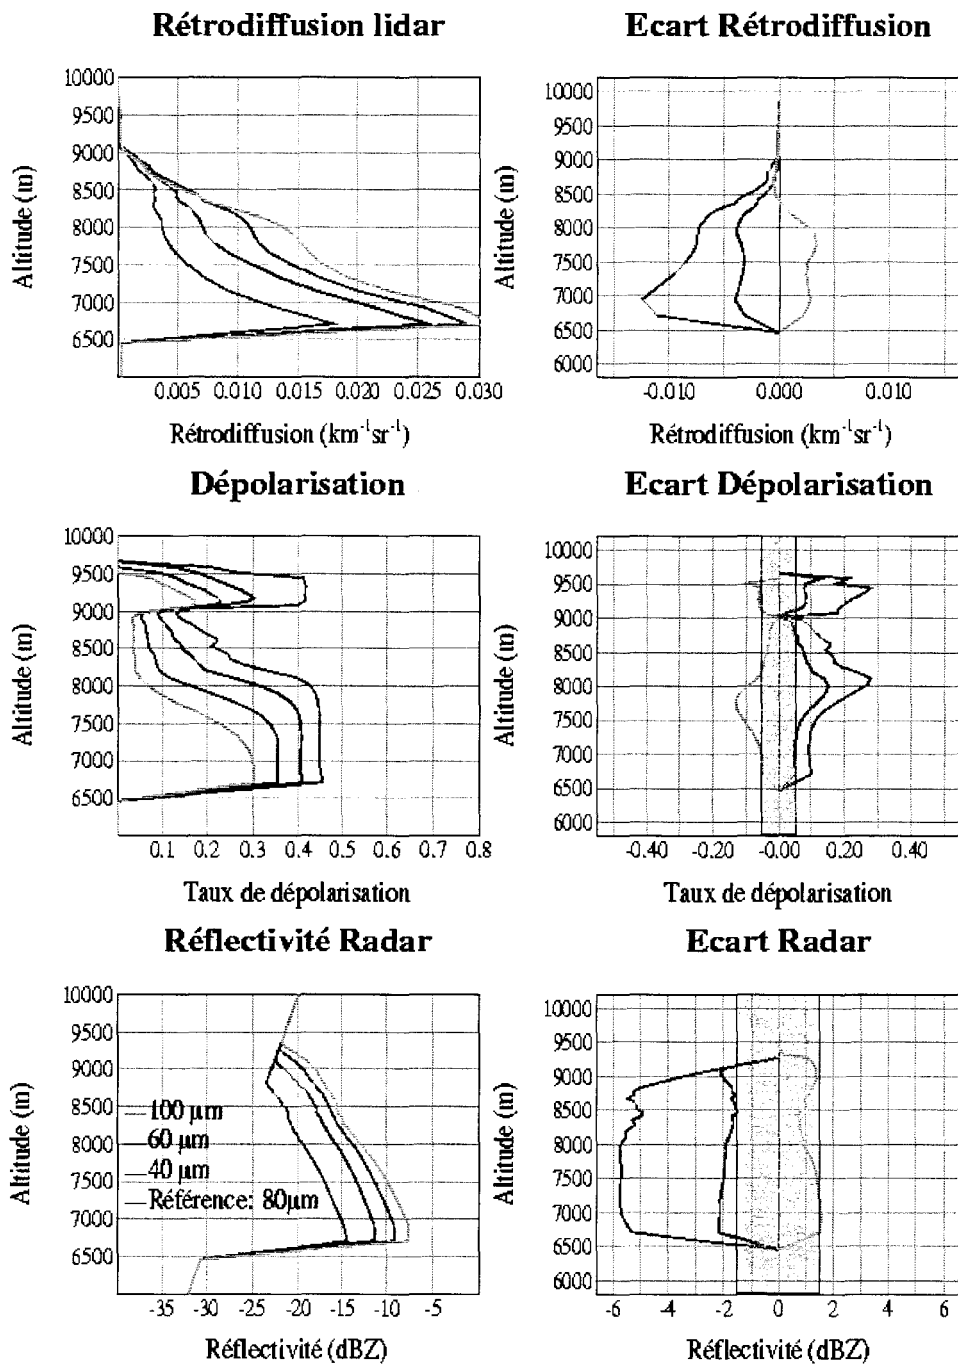 Rétrodiffusion lidar
Altitude (m)
10000
9500
9000
8500
8000
7500
7000
6500
0.005 0.010 0.015 0.020 0.025 0.030
Rétrodiffusion (km⁻¹sr⁻¹)
Ecart Rétrodiffusion
Altitude (m)
10000
9500
9000
8500
8000
7500
7000
6500
6000
-0.010 0.000 0.010
Rétrodiffusion (km⁻¹sr⁻¹)
Dépolarisation
Altitude (m)
10000
9500
9000
8500
8000
7500
7000
6500
0.1 0.2 0.3 0.4 0.5 0.6 0.7 0.8
Taux de dépolarisation
Ecart Dépolarisation
Altitude (m)
10000
9500
9000
8500
8000
7500
7000
6500
6000
-0.40 -0.20 -0.00 0.20 0.40
Taux de dépolarisation
Réflectivité Radar
Altitude (m)
10000
9500
9000
8500
8000
7500
7000
6500
100 µm
60 µm
40 µm
Référence: 80µm
-35 -30 -25 -20 -15 -10 -5
Réflectivité (dBZ)
Ecart Radar
Altitude (m)
10000
9500
9000
8500
8000
7500
7000
6500
6000
-6 -4 -2 0 2 4 6
Réflectivité (dBZ)